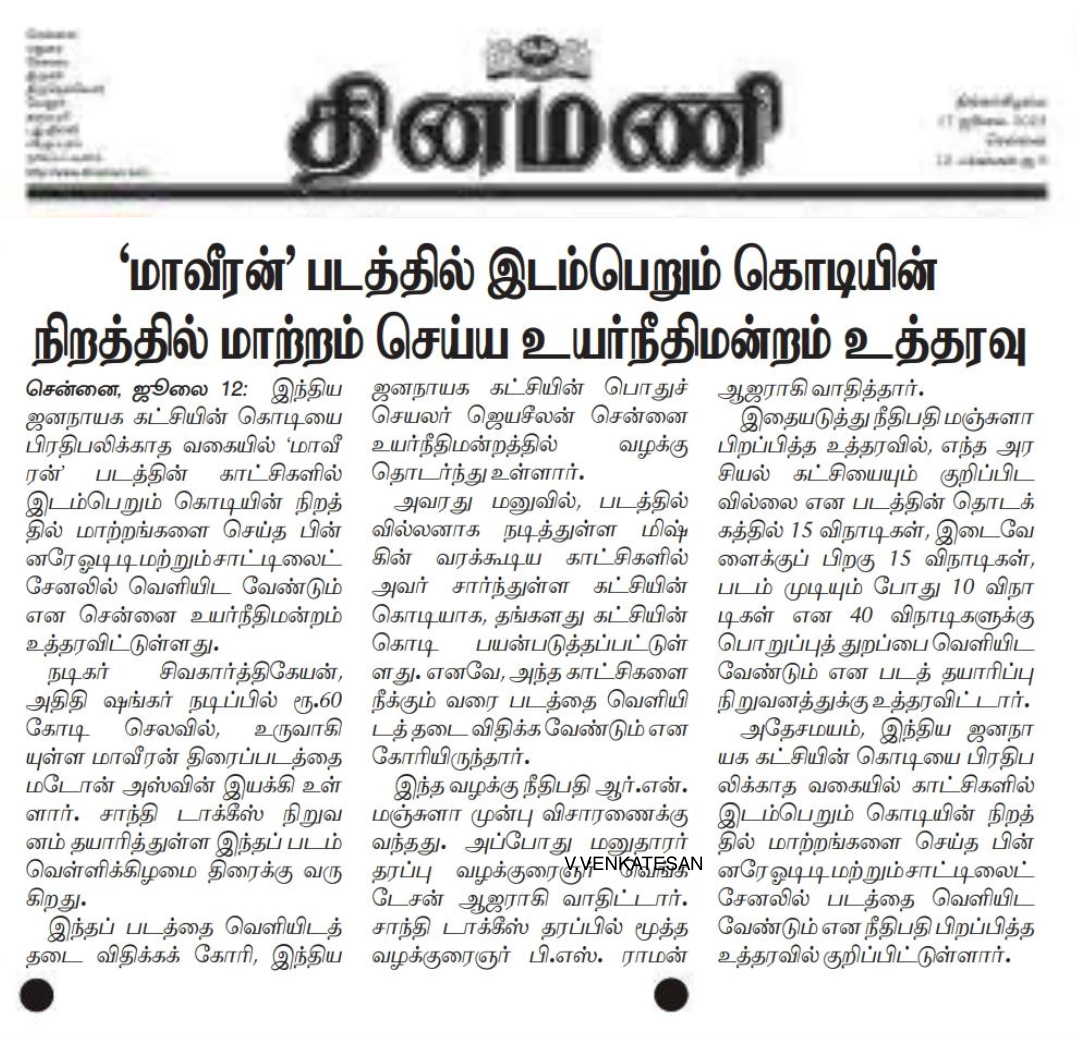 தினமணி
‘மாவீரன்’ படத்தில் இடம்பெறும் கொடியின்
நிறத்தில் மாற்றம் செய்ய உயர்நீதிமன்றம் உத்தரவு
சென்னை, ஜூலை 12: இந்திய
ஜனநாயக கட்சியின் கொடியை
பிரதிபலிக்காத வகையில் ‘மாவீ
ரன்’ படத்தின் காட்சிகளில்
இடம்பெறும் கொடியின் நிறத்
தில் மாற்றங்களை செய்த பின்
னரே ஓடிடி மற்றும் சாட்டிலைட்
சேனலில் வெளியிட வேண்டும்
என சென்னை உயர்நீதிமன்றம்
உத்தரவிட்டுள்ளது.
நடிகர் சிவகார்த்திகேயன்,
அதிதி ஷங்கர் நடிப்பில் ரூ.60
கோடி செலவில், உருவாகி
யுள்ள மாவீரன் திரைப்படத்தை
மடோன் அஸ்வின் இயக்கி உள்
ளார். சாந்தி டாக்கீஸ் நிறுவ
னம் தயாரித்துள்ள இந்தப் படம்
வெள்ளிக்கிழமை திரைக்கு வரு
கிறது.
இந்தப் படத்தை வெளியிடத்
தடை விதிக்கக் கோரி, இந்திய
ஜனநாயக கட்சியின் பொதுச்
செயலர் ஜெயசீலன் சென்னை
உயர்நீதிமன்றத்தில் வழக்கு
தொடர்ந்து உள்ளார்.
அவரது மனுவில், படத்தில்
வில்லனாக நடித்துள்ள மிஷ்
கின் வரக்கூடிய காட்சிகளில்
அவர் சார்ந்துள்ள கட்சியின்
கொடியாக, தங்களது கட்சியின்
கொடி பயன்படுத்தப்பட்டுள்
ளது. எனவே, அந்த காட்சிகளை
நீக்கும் வரை படத்தை வெளியி
டத் தடை விதிக்க வேண்டும் என
கோரியிருந்தார்.
இந்த வழக்கு நீதிபதி ஆர்.என்.
மஞ்சுளா முன்பு விசாரணைக்கு
வந்தது. அப்போது மனுதாரர்
V.VENKATESAN
தரப்பு வழக்குரைஞர் வெங்க
டேசன் ஆஜராகி வாதிட்டார்.
சாந்தி டாக்கீஸ் தரப்பில் மூத்த
வழக்குரைஞர் பி.எஸ். ராமன்
ஆஜராகி வாதித்தார்.
இதையடுத்து நீதிபதி மஞ்சுளா
பிறப்பித்த உத்தரவில், எந்த அர
சியல் கட்சியையும் குறிப்பிட
வில்லை என படத்தின் தொடக்
கத்தில் 15 விநாடிகள், இடைவே
ளைக்குப் பிறகு 15 விநாடிகள்,
படம் முடியும் போது 10 விநா
டிகள் என 40 விநாடிகளுக்கு
பொறுப்புத் துறப்பை வெளியிட
வேண்டும் என படத் தயாரிப்பு
நிறுவனத்துக்கு உத்தரவிட்டார்.
அதேசமயம், இந்திய ஜனநா
யக கட்சியின் கொடியை பிரதிப
லிக்காத வகையில் காட்சிகளில்
இடம்பெறும் கொடியின் நிறத்
தில் மாற்றங்களை செய்த பின்
னரே ஓடிடி மற்றும் சாட்டிலைட்
சேனலில் படத்தை வெளியிட
வேண்டும் என நீதிபதி பிறப்பித்த
உத்தரவில் குறிப்பிட்டுள்ளார்.